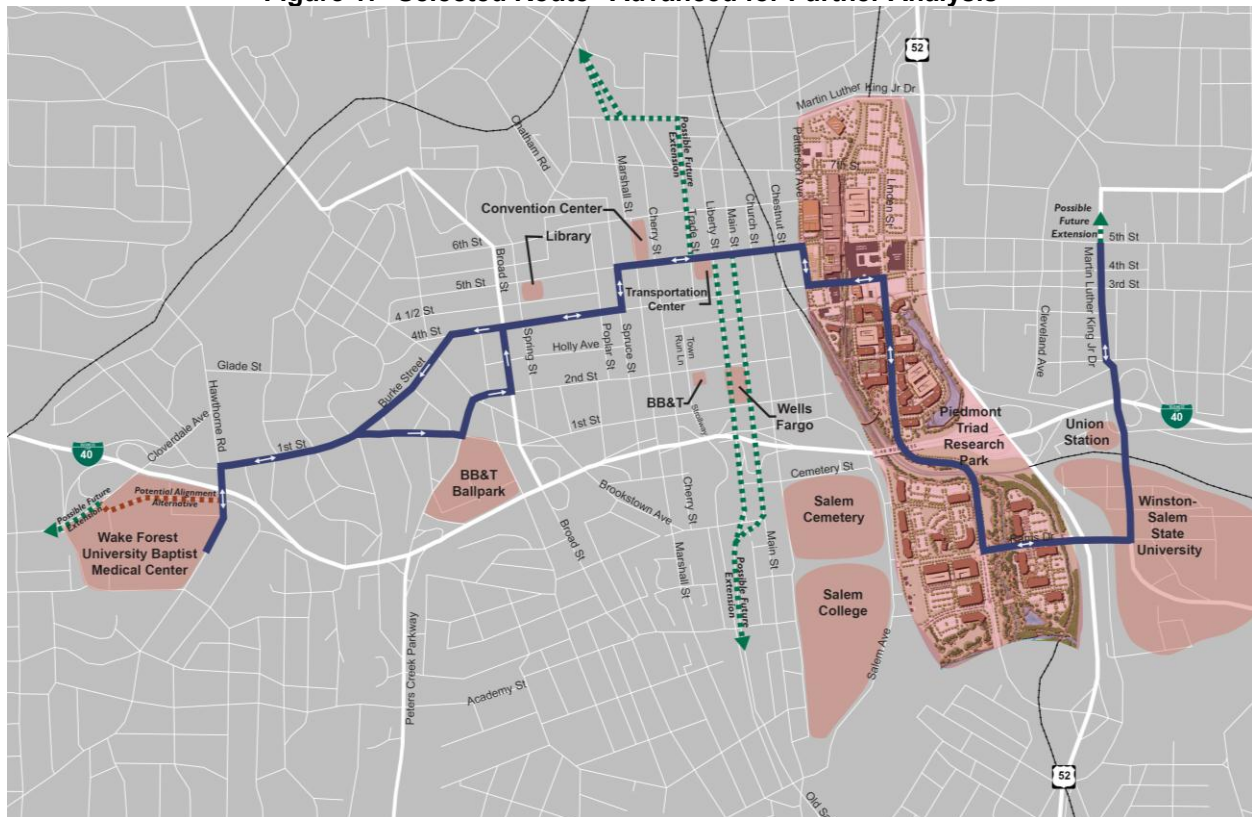 Figure 1: "Selected Route" Advanced for Further Analysis
52
Martin Luther King Jr Dr
Chatham Rd
Possible Future
Extension
Patterson Ave
7th St
Linden St
Marshall St
Convention Center
Cherry St
Trade St
Liberty St
Main St
Church St
Chestnut St
Library
6th St
Broad St
5th St
Transportation
Center
Possible
Future
Extension
5th St
4th St
3rd St
Martin Luther King Jr Dr
Cleveland Ave
4 1/2 St
4th St
Spring St
Holly Ave
Poplar St
Spruce St
Town
Run Ln
Glade St
Burke Street
2nd St
BB&T
Wells
Fargo
Hawthorne Rd
Cloverdale Ave
1st St
1st St
Piedmont
Triad
Research
Park
Union
Station
40
40
BB&T
Ballpark
Cemetery St
Brookstown Ave
Cherry St
Salem
Cemetery
Winston-
Salem
State
University
Potential Alignment
Alternative
Possible Future
Extension
Wake Forest
University Baptist
Medical Center
Broad St
Marshall St
Main St
Possible Future
Extension
Salem
College
Salem Ave
Peters Creek Parkway
Academy St
52